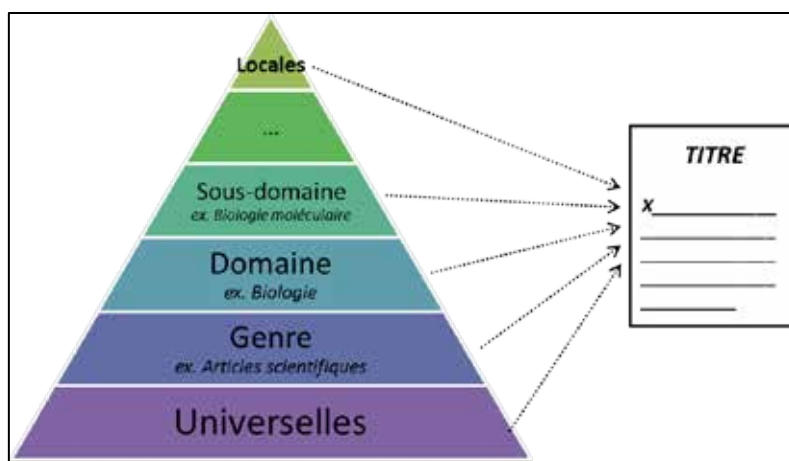 Locales
...
Sous-domaine
ex. Biologie moléculaire
Domaine
ex. Biologie
Genre
ex. Articles scientifiques
Universelles
TITRE
x